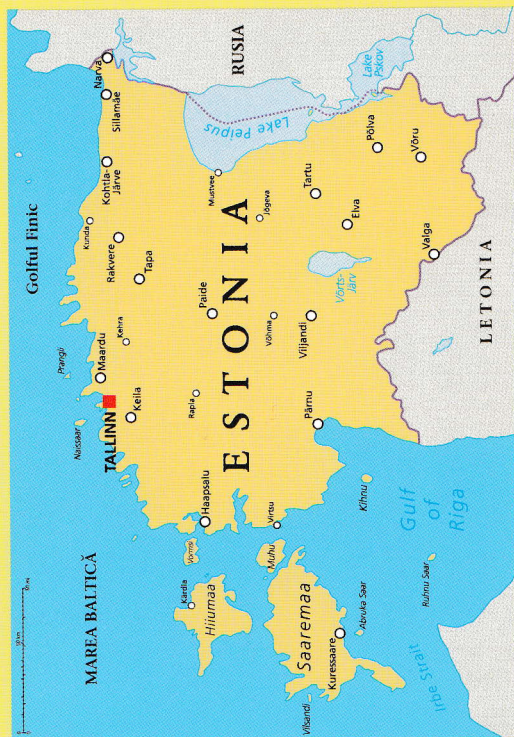 MAREA BALTICĂ
Golful Finic
RUSIA
Naissaar
Prangli
TALLINN
Maardu
Keila
Kehra
Kunda
Rakvere
Tapa
Kohtla-
Järve
Sillamäe
Narva
Kärdla
Hiiumaa
Vormsi
Haapsalu
Rapla
Paide
Mustvee
Lake Peipus
ESTONIA
Muhu
Virtsu
Võhma
Jõgeva
Vilsandi
Saaremaa
Kuressaare
Abruka Saar
Kihnu
Pärnu
Viljandi
Võrts-
Järv
Tartu
Elva
Lake
Pskov
Põlva
Võru
Valga
Ruhnu Saar
Gulf
of
Riga
Irbe Strait
LETONIA